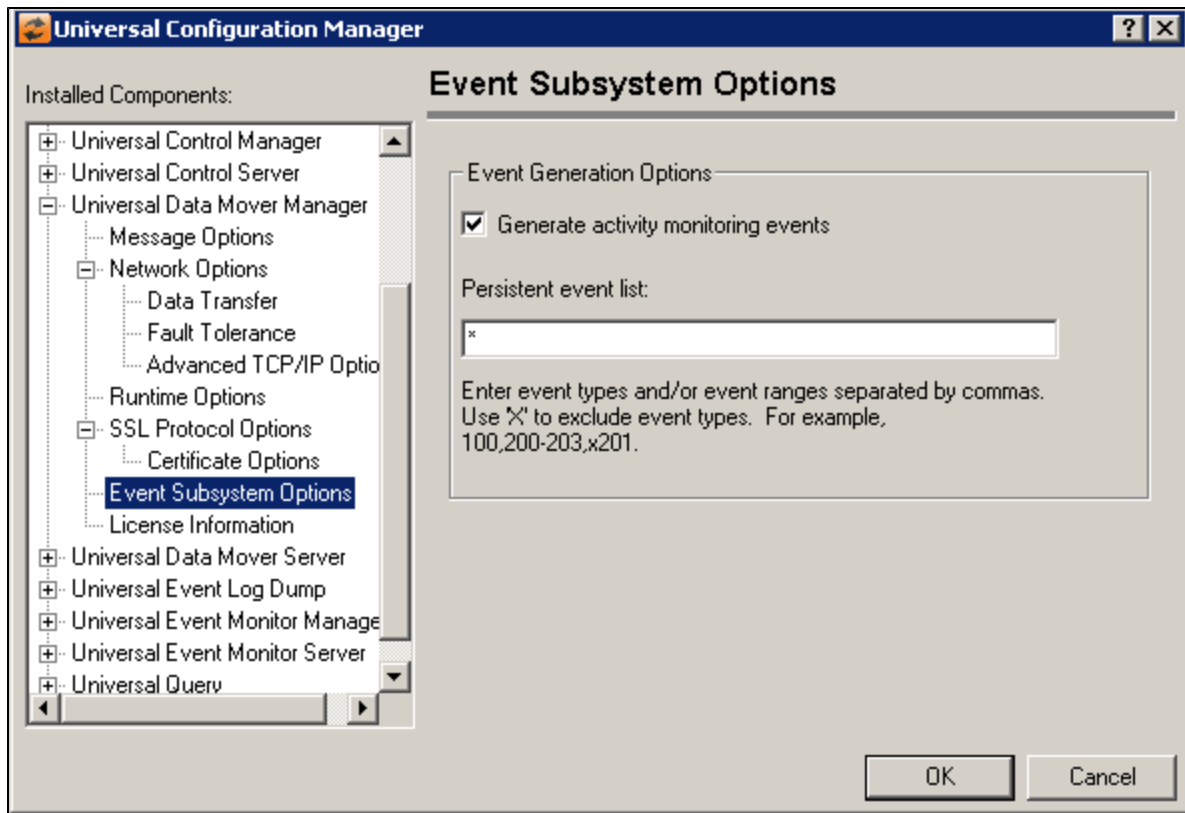 Universal Configuration Manager
Installed Components:
Universal Control Manager
Universal Control Server
Universal Data Mover Manager
Message Options
Network Options
Data Transfer
Fault Tolerance
Advanced TCP/IP Optio
Runtime Options
SSL Protocol Options
Certificate Options
Event Subsystem Options
License Information
Universal Data Mover Server
Universal Event Log Dump
Universal Event Monitor Manage
Universal Event Monitor Server
Universal Query
Event Subsystem Options
Event Generation Options
Generate activity monitoring events
Persistent event list:
*
Enter event types and/or event ranges separated by commas.
Use 'X' to exclude event types. For example,
100,200-203,x201.
OK
Cancel